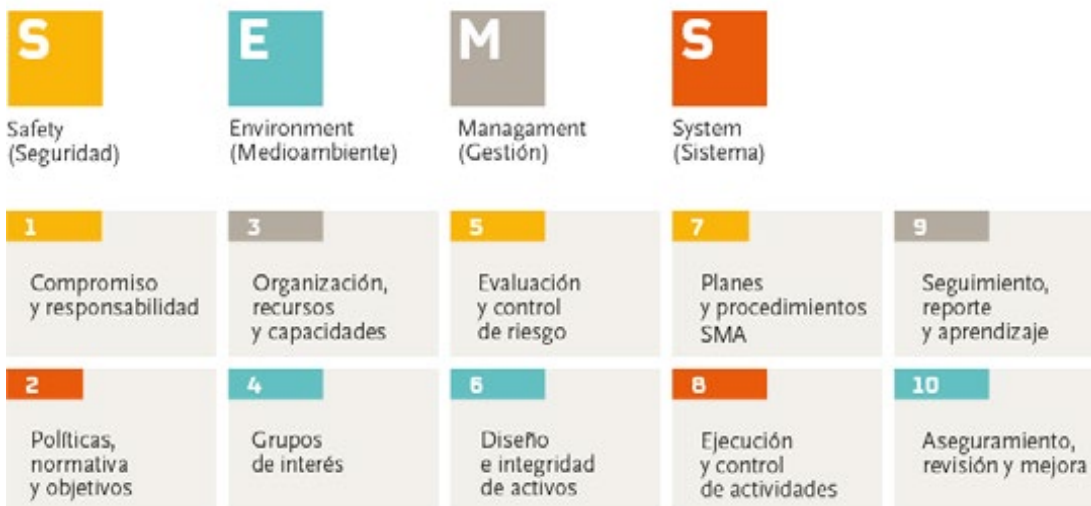 S
Safety
(Seguridad)
E
Environment
(Medioambiente)
M
Managament
(Gestión)
S
System
(Sistema)
1
Compromiso
y responsabilidad
2
Políticas,
normativa
y objetivos
3
Organización,
recursos
y capacidades
4
Grupos
de interés
5
Evaluación
y control
de riesgo
6
Diseño
e integridad
de activos
7
Planes
y procedimientos
SMA
8
Ejecución
y control
de actividades
9
Seguimiento,
reporte
y aprendizaje
10
Aseguramiento,
revisión y mejora